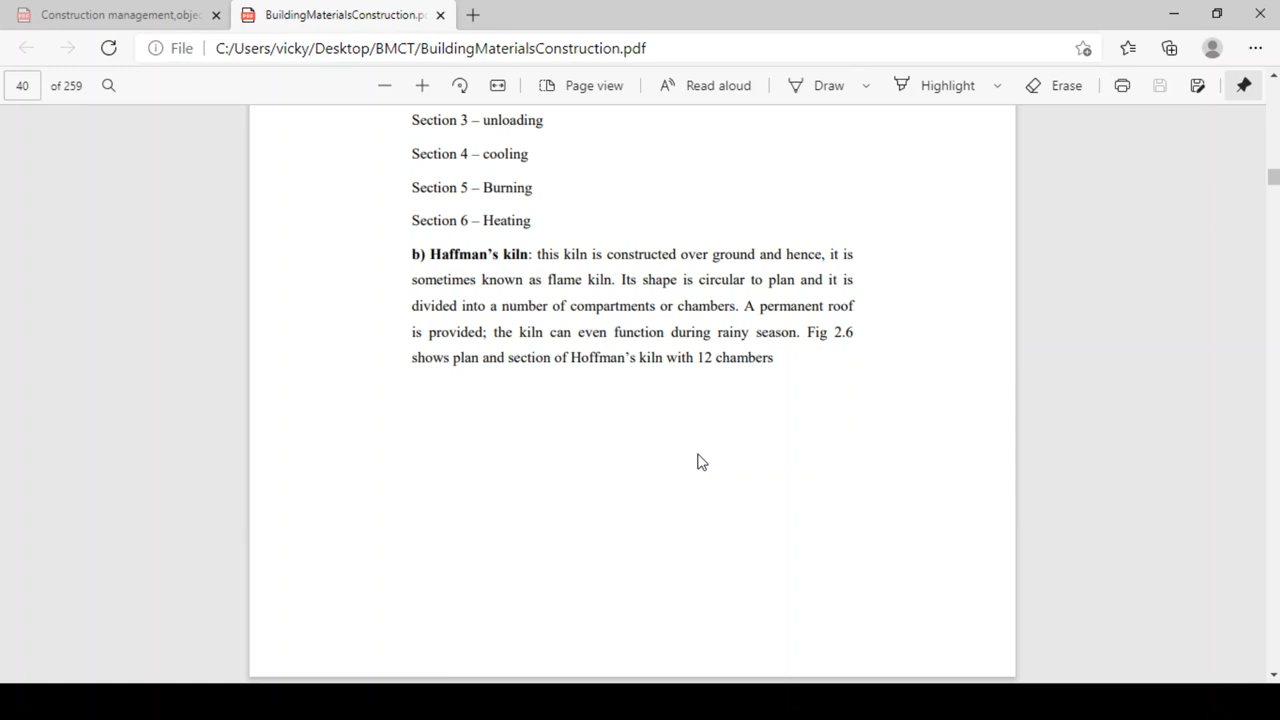 Construction management,objec
BuildingMaterialsConstruction.p
File
C:/Users/vicky/Desktop/BMCT/BuildingMaterialsConstruction.pdf
40 of 259
Page view
Read aloud
Draw
Highlight
Erase
Section 3 – unloading
Section 4 – cooling
Section 5 – Burning
Section 6 – Heating
b) Haffman’s kiln: this kiln is constructed over ground and hence, it is
sometimes known as flame kiln. Its shape is circular to plan and it is
divided into a number of compartments or chambers. A permanent roof
is provided; the kiln can even function during rainy season. Fig 2.6
shows plan and section of Hoffman’s kiln with 12 chambers